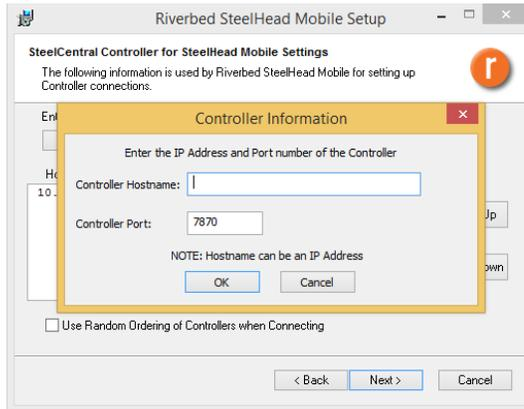 Riverbed SteelHead Mobile Setup
SteelCentral Controller for SteelHead Mobile Settings
The following information is used by Riverbed SteelHead Mobile for setting up
Controller connections.
r
Controller Information
Enter the IP Address and Port number of the Controller
Controller Hostname:
10.
Controller Port: 7870
NOTE: Hostname can be an IP Address
OK Cancel
Use Random Ordering of Controllers when Connecting
< Back Next > Cancel